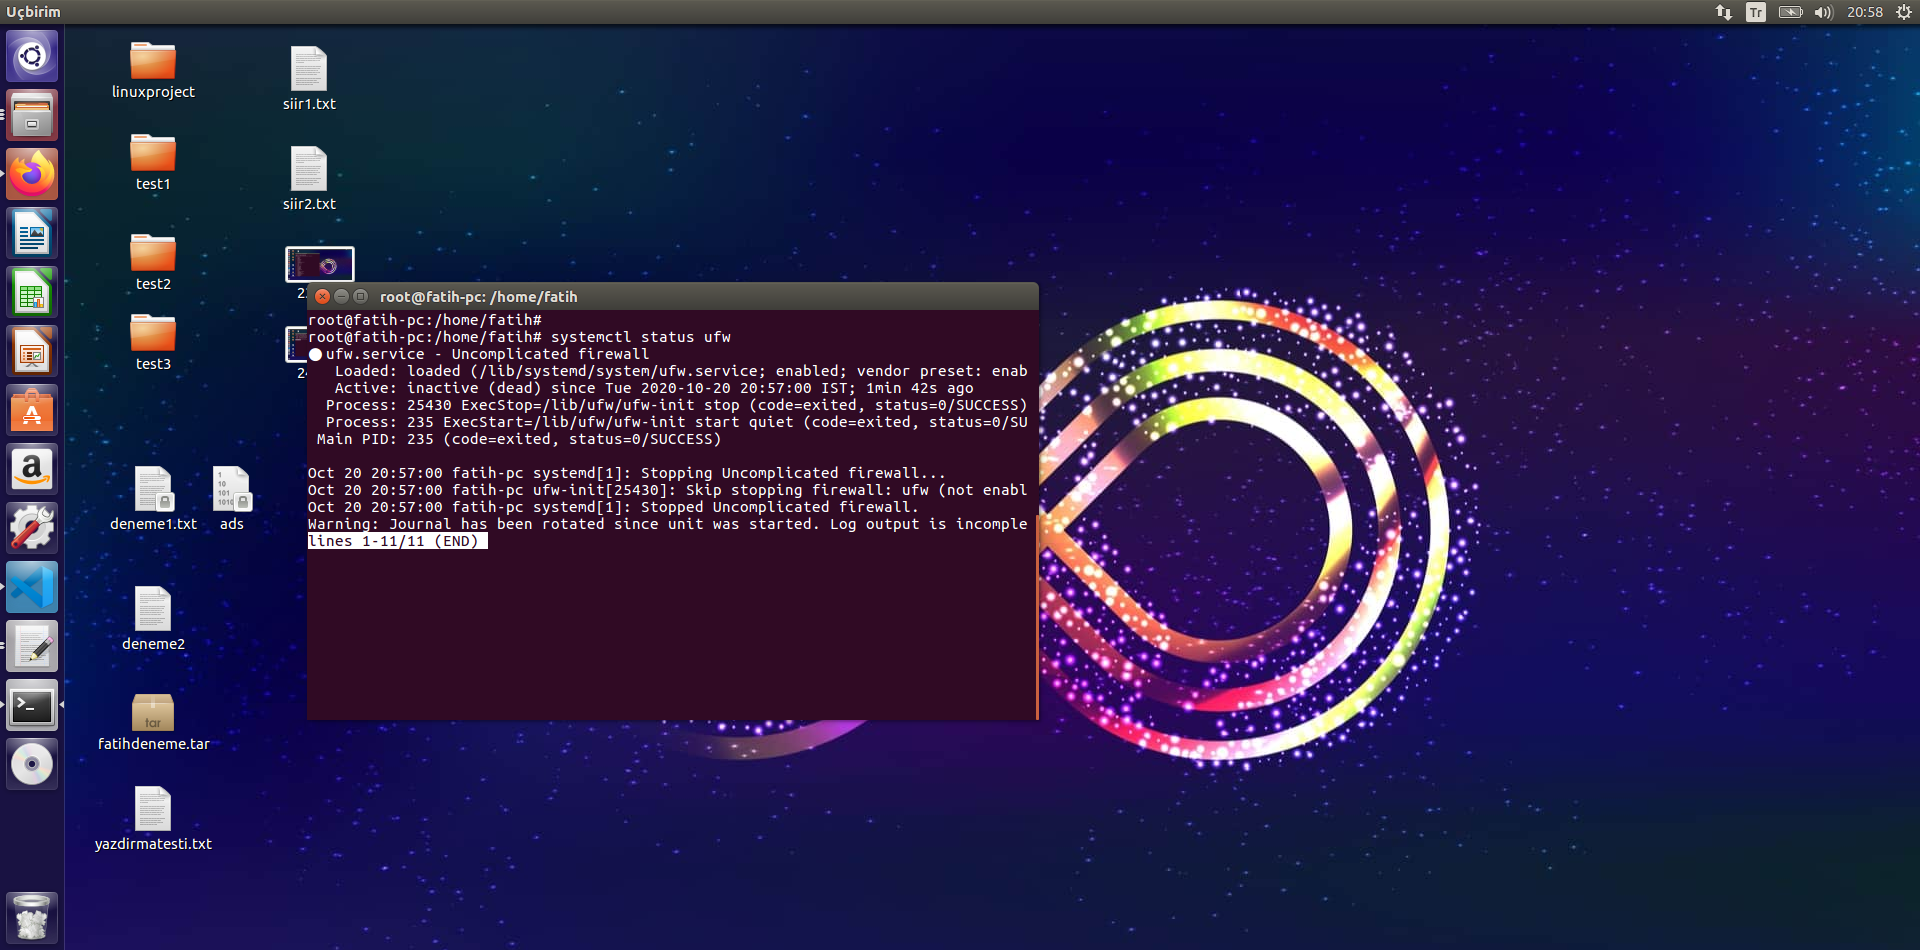 Uçbirim
Tr
20:58
linuxproject
siir1.txt
test1
siir2.txt
test2
test3
root@fatih-pc: /home/fatih
root@fatih-pc:/home/fatih#
root@fatih-pc:/home/fatih# systemctl status ufw
● ufw.service - Uncomplicated firewall
Loaded: loaded (/lib/systemd/system/ufw.service; enabled; vendor preset: enab
Active: inactive (dead) since Tue 2020-10-20 20:57:00 IST; 1min 42s ago
Process: 25430 ExecStop=/lib/ufw/ufw-init stop (code=exited, status=0/SUCCESS)
Process: 235 ExecStart=/lib/ufw/ufw-init start quiet (code=exited, status=0/SU
Main PID: 235 (code=exited, status=0/SUCCESS)
Oct 20 20:57:00 fatih-pc systemd[1]: Stopping Uncomplicated firewall...
Oct 20 20:57:00 fatih-pc ufw-init[25430]: Skip stopping firewall: ufw (not enabl
Oct 20 20:57:00 fatih-pc systemd[1]: Stopped Uncomplicated firewall.
Warning: Journal has been rotated since unit was started. Log output is incomple
lines 1-11/11 (END)
deneme1.txt
ads
deneme2
tar
fatihdeneme.tar
yazdirmatesti.txt